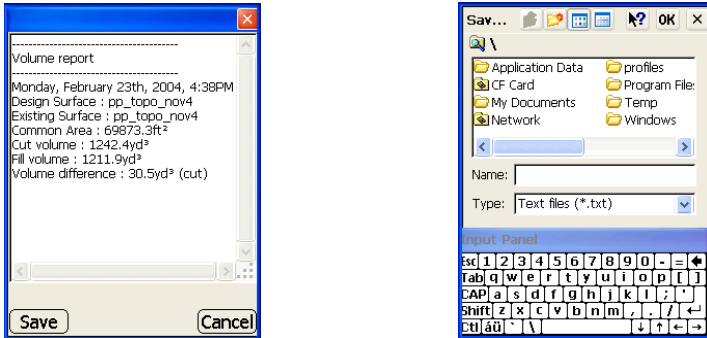 ----------------------------------------
Volume report
----------------------------------------
Monday, February 23th, 2004, 4:38PM
Design Surface : pp_topo_nov4
Existing Surface : pp_topo_nov4
Common Area : 69873.3ft²
Cut volume : 1242.4yd³
Fill volume : 1211.9yd³
Volume difference : 30.5yd³ (cut)
Save
Cancel
Sav...
OK
\
Application Data
CF Card
My Documents
Network
profiles
Program File:
Temp
Windows
Name:
Type: Text files (*.txt)
Input Panel
Esc 1 2 3 4 5 6 7 8 9 0 - =
Tab q w e r t y u i o p [ ]
CAP a s d f g h j k l ; '
Shift z x c v b n m , . /
Ctl áü ` \